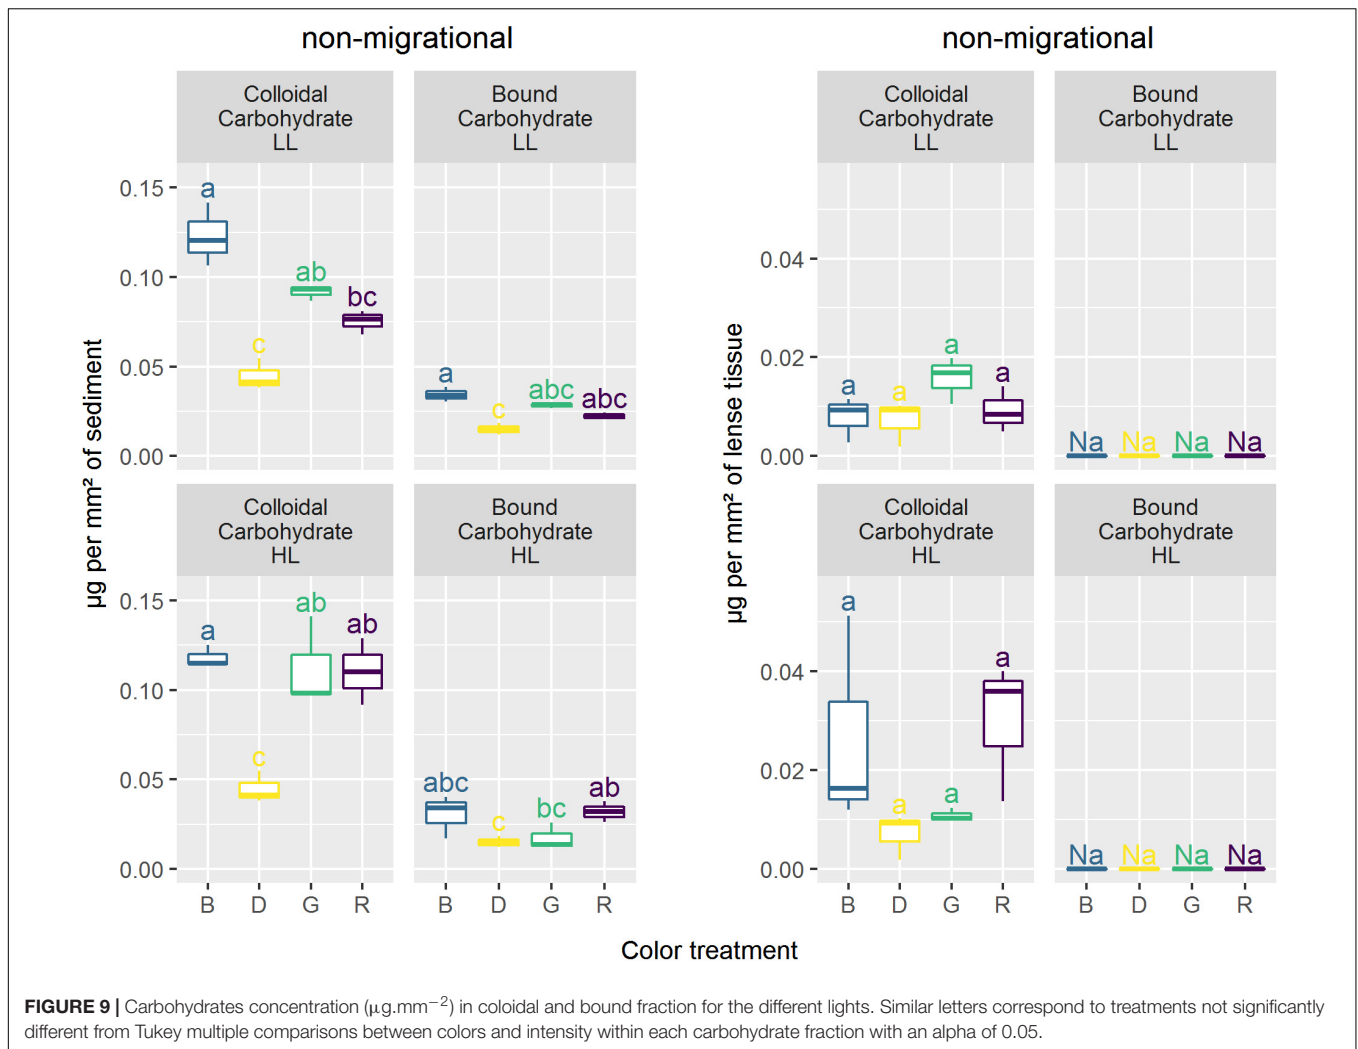 non-migrational
non-migrational
Colloidal
Carbohydrate
LL
Bound
Carbohydrate
LL
Colloidal
Carbohydrate
LL
Bound
Carbohydrate
LL
µg per mm² of sediment
0.15
0.10
0.05
0.00
a
c
ab
bc
a
c
abc
abc
µg per mm² of lense tissue
0.04
0.02
0.00
a
a
a
a
Na Na Na Na
Colloidal
Carbohydrate
HL
Bound
Carbohydrate
HL
Colloidal
Carbohydrate
HL
Bound
Carbohydrate
HL
0.15
0.10
0.05
0.00
a
c
ab
ab
abc
c
bc
ab
0.04
0.02
0.00
a
a
a
a
Na Na Na Na
B D G R
B D G R
B D G R
B D G R
Color treatment
FIGURE 9 | Carbohydrates concentration (µg.mm−2) in coloidal and bound fraction for the different lights. Similar letters correspond to treatments not significantly
different from Tukey multiple comparisons between colors and intensity within each carbohydrate fraction with an alpha of 0.05.